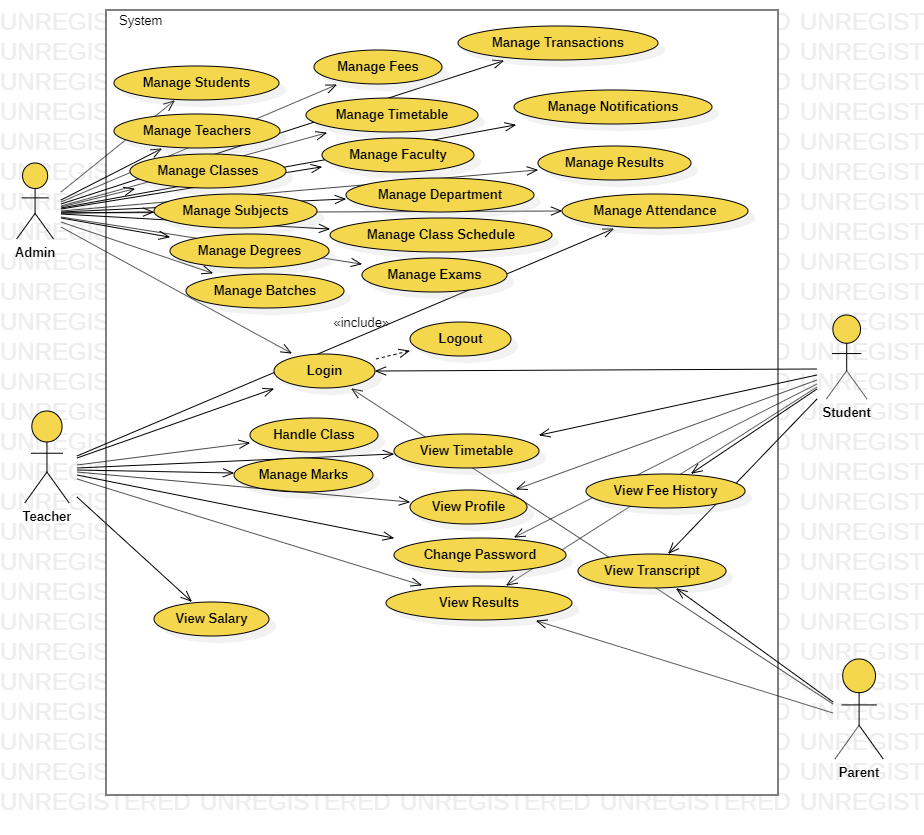 System
Manage Transactions
Manage Fees
Manage Students
Manage Notifications
Manage Timetable
Manage Teachers
Manage Faculty
Manage Results
Manage Classes
Manage Department
Manage Subjects
Manage Attendance
Manage Class Schedule
Admin
Manage Degrees
Manage Exams
Manage Batches
«include»
Logout
Login
Student
Handle Class
View Timetable
Manage Marks
View Fee History
View Profile
Teacher
Change Password
View Transcript
View Results
View Salary
Parent
UNREGISTERED UNREGISTERED UNREGISTERED UNREGISTERED UNREGIST